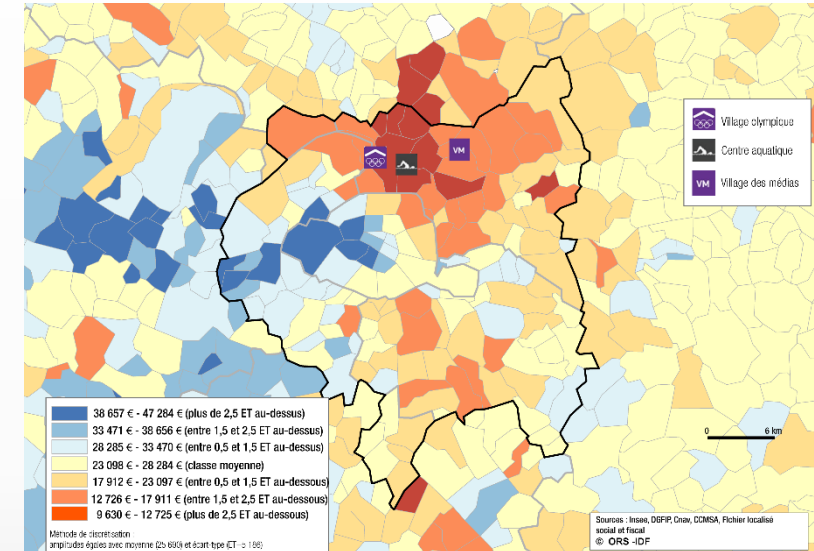 Village olympique
Centre aquatique
VM
VM Village des médias
38 657 € - 47 284 € (plus de 2,5 ET au-dessus)
33 471 € - 38 656 € (entre 1,5 et 2,5 ET au-dessus)
28 285 € - 33 470 € (entre 0,5 et 1,5 ET au-dessus)
23 098 € - 28 284 € (classe moyenne)
17 912 € - 23 097 € (entre 0,5 et 1,5 ET au-dessous)
12 726 € - 17 911 € (entre 1,5 et 2,5 ET au-dessous)
9 630 € - 12 725 € (plus de 2,5 ET au-dessous)
Méthode de discrétisation :
amplitudes égales avec moyenne (25 690) et écart-type (ET=5 186)
0 6 km
Sources : Insee, DGFIP, Cnav, CCMSA, Fichier localisé
social et fiscal
© ORS -IDF